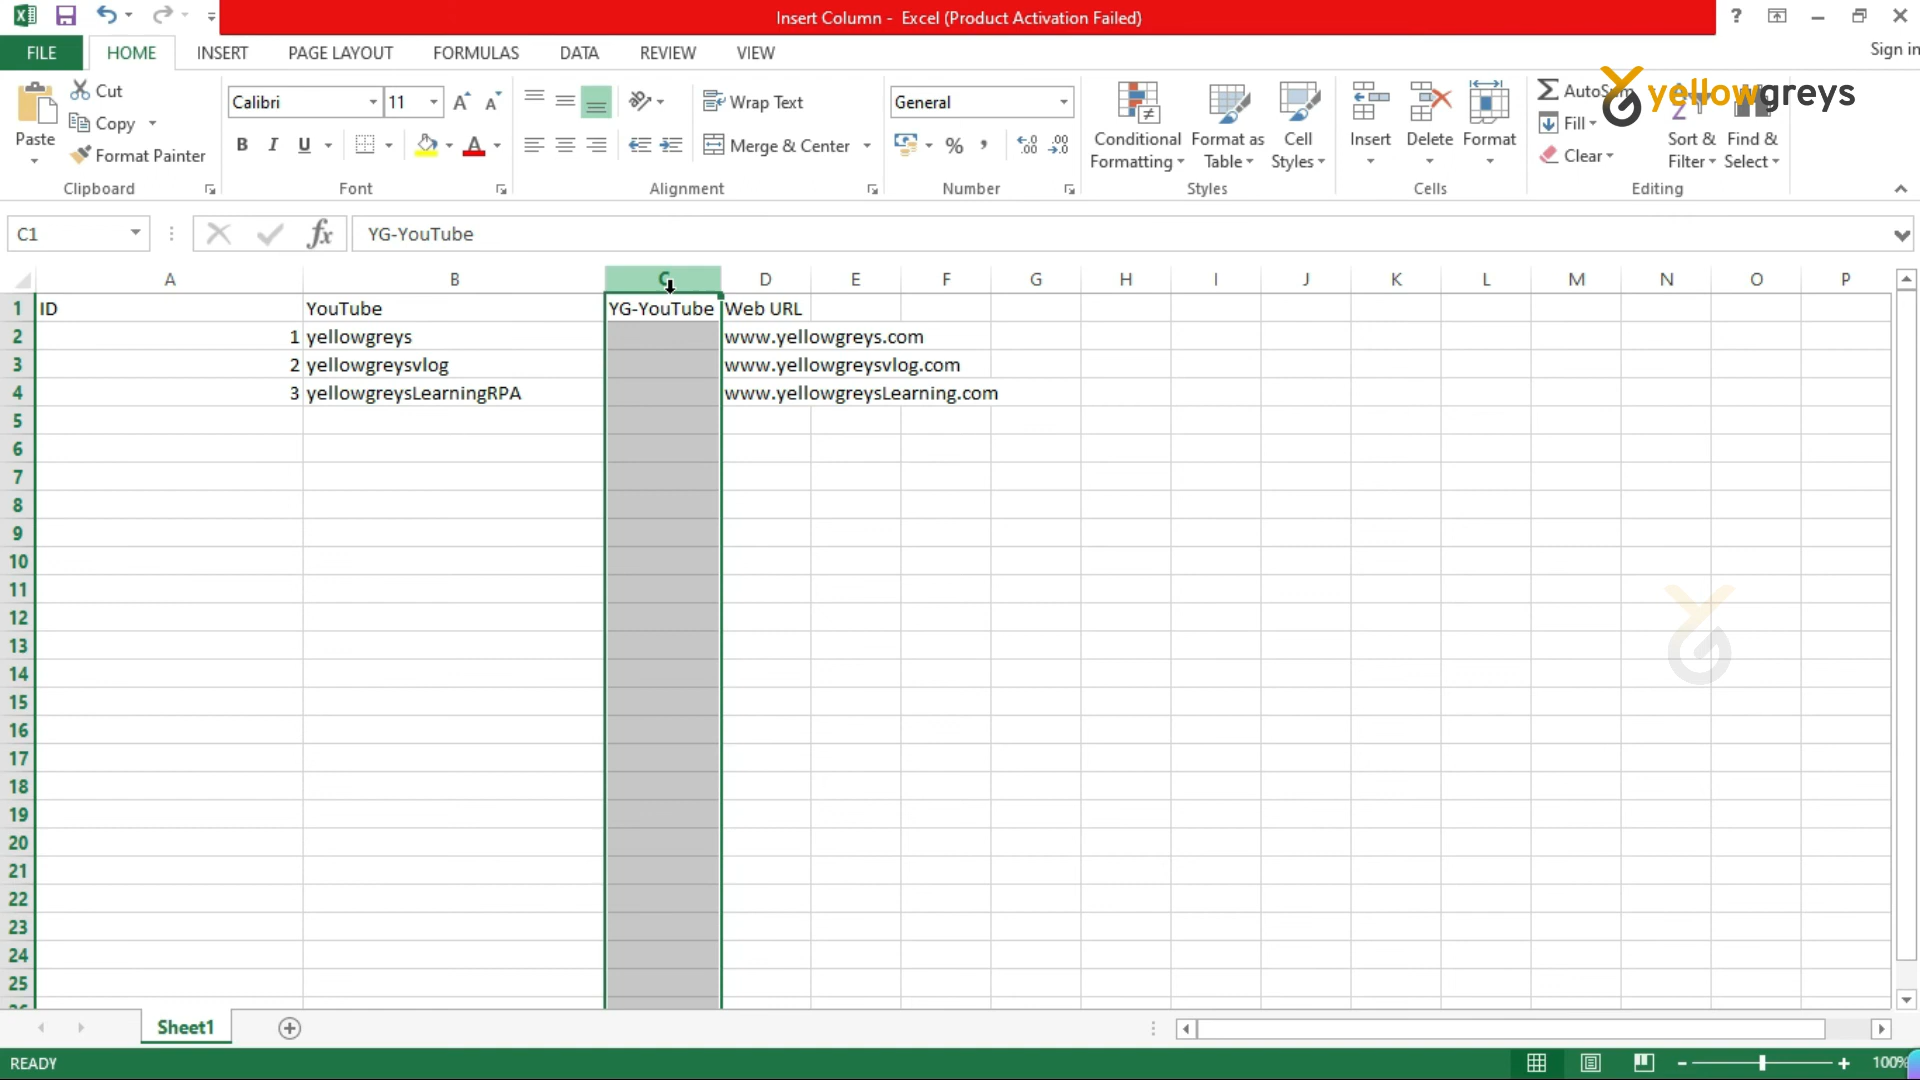 Insert Column - Excel (Product Activation Failed)
?
FILE HOME INSERT PAGE LAYOUT FORMULAS DATA REVIEW VIEW
Sign in
Paste
Cut
Copy
Format Painter
Clipboard
Calibri 11
B I U
Font
Wrap Text
Merge & Center
Alignment
General
%
Number
Conditional Formatting
Format as Table
Cell Styles
Styles
Insert
Delete
Format
Cells
AutoSum
Fill
Clear
Sort & Filter
Find & Select
Editing
yellowgreys
C1
fx
YG-YouTube
A B C D E F G H I J K L M N O P
1 ID YouTube YG-YouTube Web URL
2 1 yellowgreys www.yellowgreys.com
3 2 yellowgreysvlog www.yellowgreysvlog.com
4 3 yellowgreysLearningRPA www.yellowgreysLearning.com
5
6
7
8
9
10
11
12
13
14
15
16
17
18
19
20
21
22
23
24
25
Sheet1
READY
100%